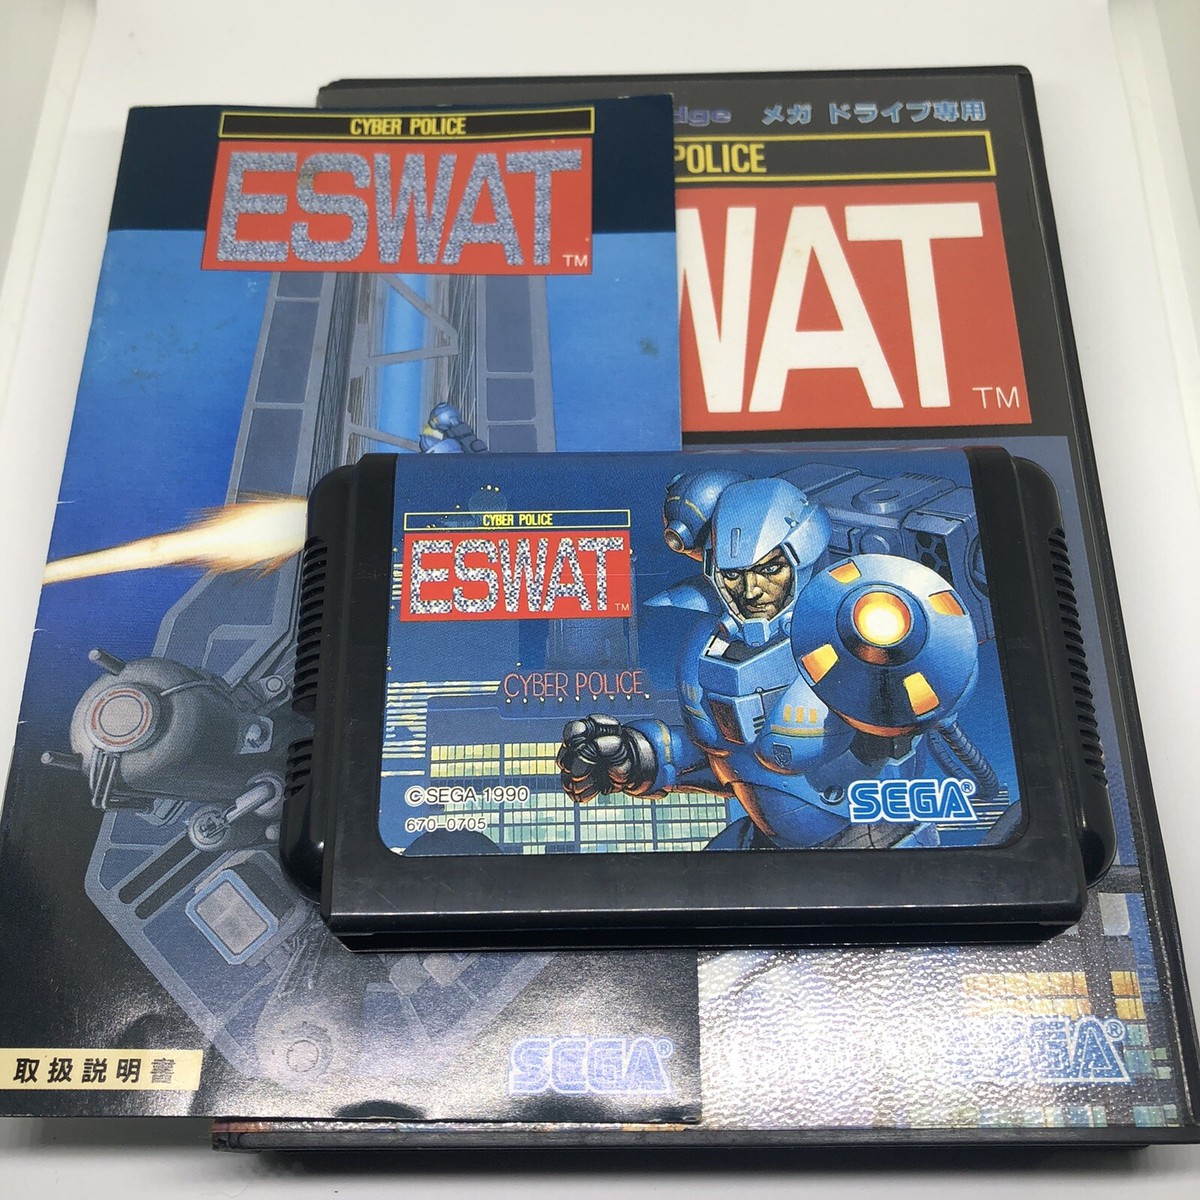 CYBER POLICE
ESWAT
TM
取扱説明書
SEGA®
メガ ドライブ専用
POLICE
WAT
TM
CYBER POLICE
ESWAT
TM
CYBER POLICE
© SEGA 1990
670-0705
SEGA®
SEGA®